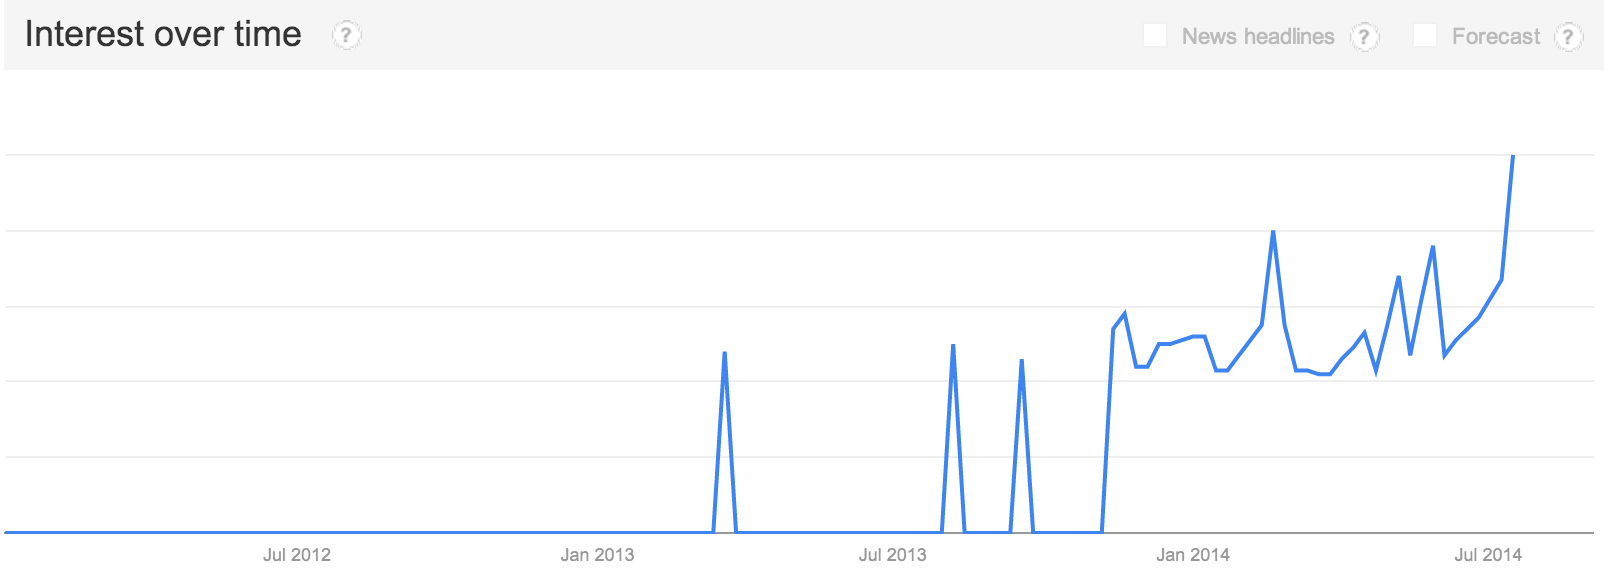 Interest over time ? News headlines ? Forecast ?
Jul 2012 Jan 2013 Jul 2013 Jan 2014 Jul 2014